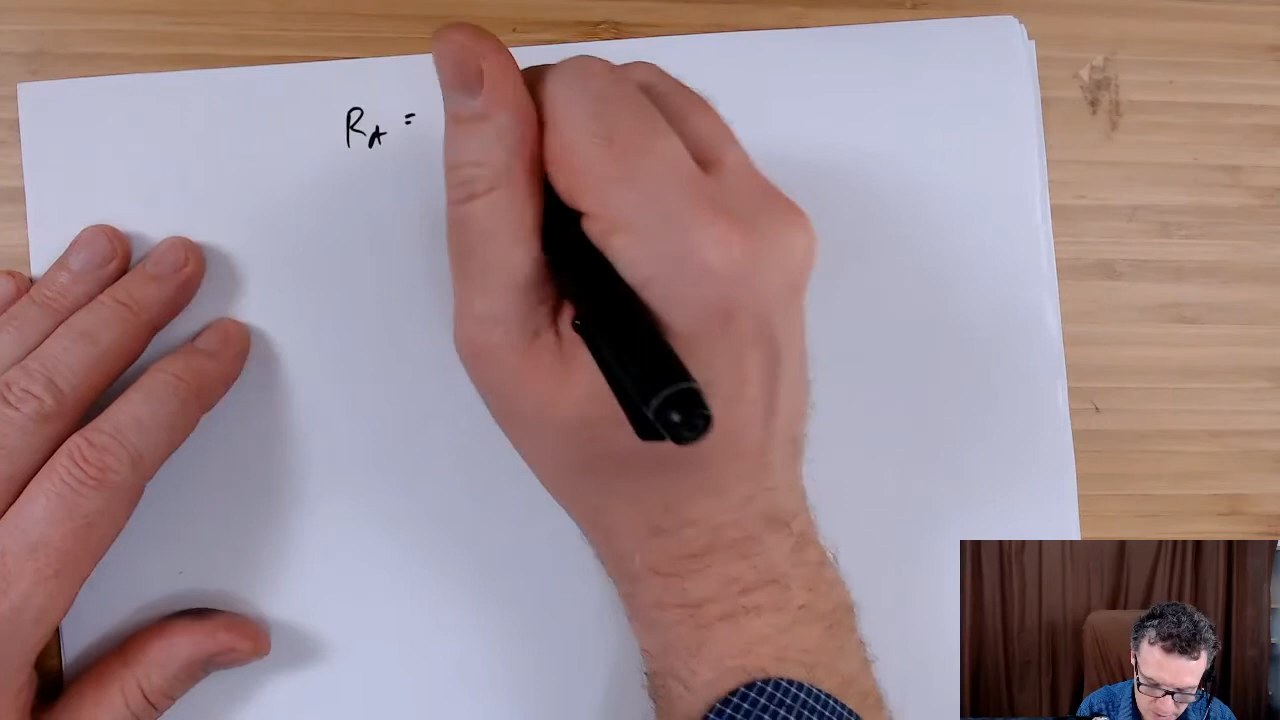 R_A =